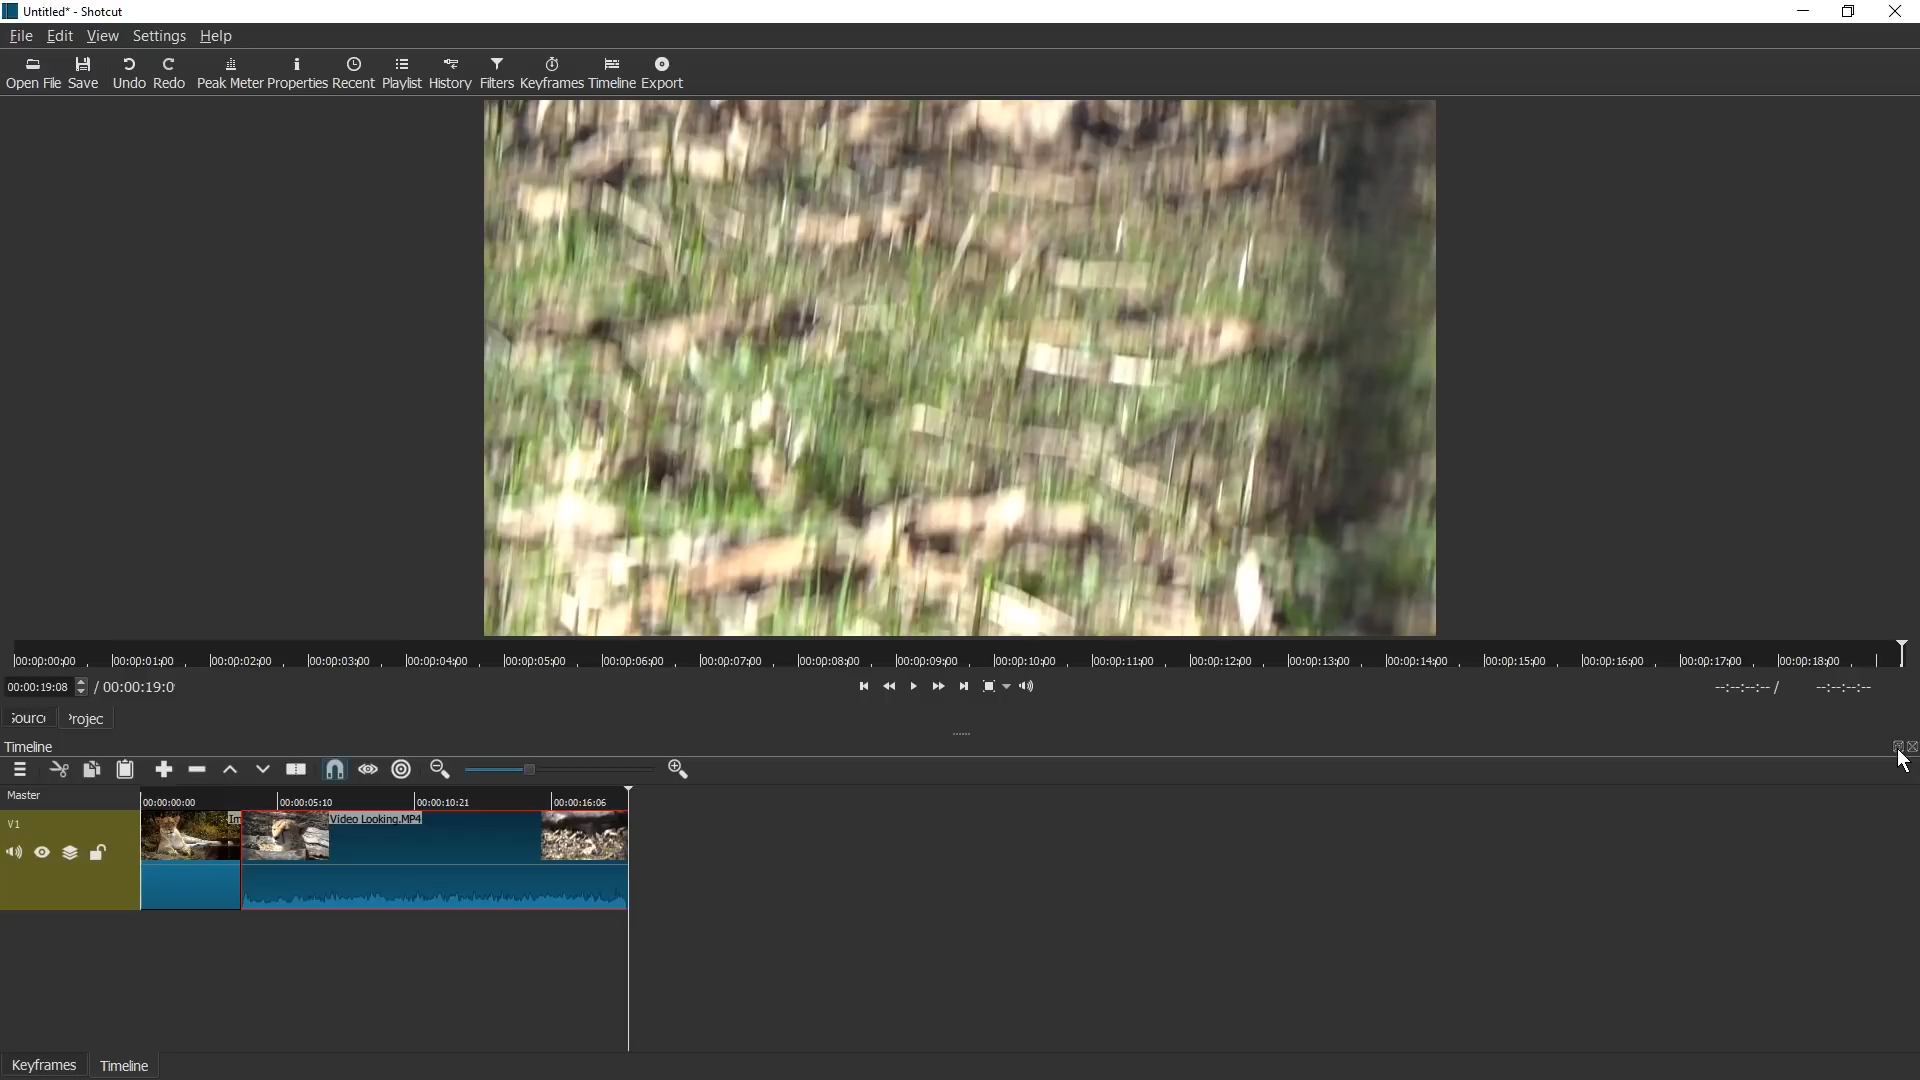 Untitled* - Shotcut
File Edit View Settings Help
Open File Save Undo Redo Peak Meter Properties Recent Playlist History Filters Keyframes Timeline Export
00:00:00;00 00:00:01;00 00:00:02;00 00:00:03;00 00:00:04;00 00:00:05;00 00:00:06;00 00:00:07;00 00:00:08;00 00:00:09;00 00:00:10;00 00:00:11;00 00:00:12;00 00:00:13;00 00:00:14;00 00:00:15;00 00:00:16;00 00:00:17;00 00:00:18;00
00:00:19:08 / 00:00:19:0 --:--:--:-- / --:--:--:--
Sourc Projec
Timeline
Master 00:00:00:00 00:00:05:10 00:00:10:21 00:00:16:06
V1 Im Video Looking.MP4
Keyframes Timeline